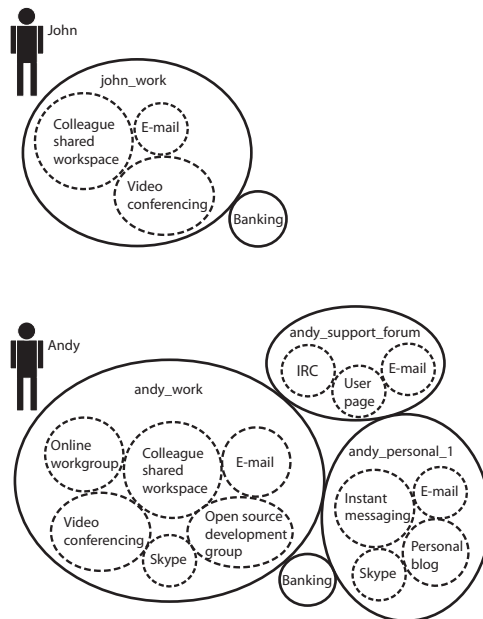 John
john_work
Colleague
shared
workspace
E-mail
Video
conferencing
Banking
Andy
andy_support_forum
IRC
User
page
E-mail
andy_work
Online
workgroup
Colleague
shared
workspace
E-mail
Video
conferencing
Skype
Open source
development
group
Banking
andy_personal_1
Instant
messaging
E-mail
Skype
Personal
blog